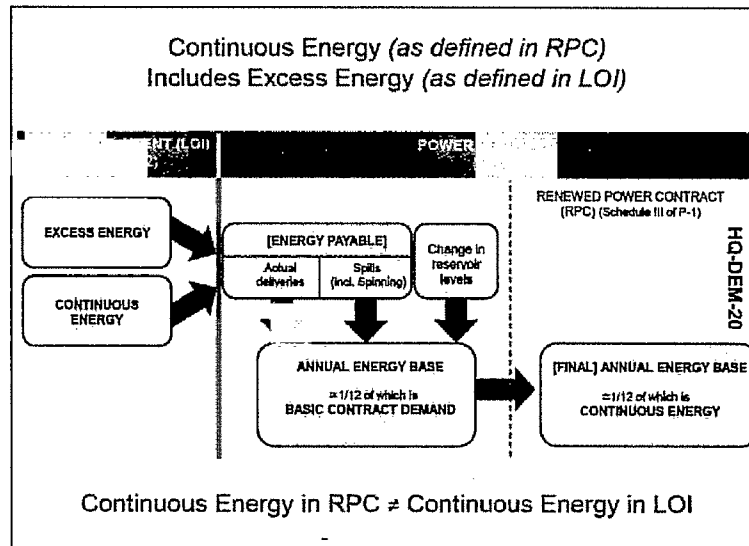 Continuous Energy (as defined in RPC)
Includes Excess Energy (as defined in LOI)
(LOI)
POWER
RENEWED POWER CONTRACT
(RPC) (Schedule III of P-1)
EXCESS ENERGY
CONTINUOUS
ENERGY
[ENERGY PAYABLE]
Actual
deliveries
Spills
(incl. Spinning)
Change in
reservoir
levels
HQ-DEM-20
ANNUAL ENERGY BASE
≈1/12 of which is
BASIC CONTRACT DEMAND
[FINAL] ANNUAL ENERGY BASE
≈1/12 of which is
CONTINUOUS ENERGY
Continuous Energy in RPC ≠ Continuous Energy in LOI